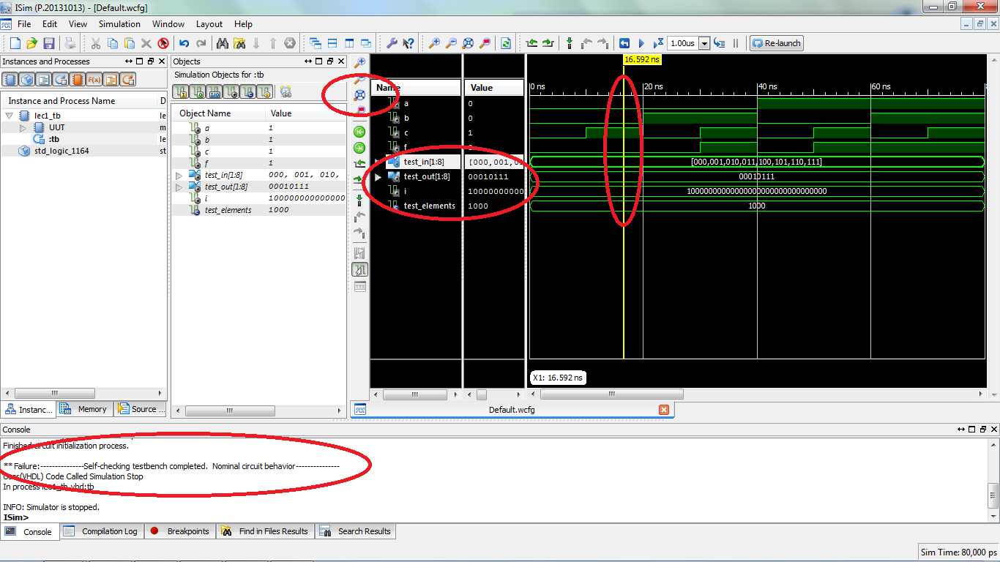 ISim (P.20131013) - [Default.wcfg]
File Edit View Simulation Window Layout Help
1.00us
Re-launch
Instances and Processes
Instance and Process Name
D
lec1_tb
le
UUT
m
:tb
le
std_logic_1164
st
Instanc...
Memory
Source ...
Objects
Simulation Objects for :tb
Object Name Value
a 1
b 1
c 1
f 1
test_in[1:8] 000, 001, 010,
test_out[1:8] 00010111
i 100000000000000
test_elements 1000
Name Value
a 0
b 0
c 1
f
test_in[1:8] [000,001,01
test_out[1:8] 00010111
i 10000000000
test_elements 1000
16.592 ns
0 ns 20 ns 40 ns 60 ns 8
[000,001,010,011,100,101,110,111]
00010111
1000
X1: 16.592 ns
Default.wcfg
Console
Finished circuit initialization process.
** Failure:---------------Self-checking testbench completed. Nominal circuit behavior---------------
User(VHDL) Code Called Simulation Stop
In process lec1_tb.vhd:tb
INFO: Simulator is stopped.
ISim>
Console
Compilation Log
Breakpoints
Find in Files Results
Search Results
Sim Time: 80,000 ps